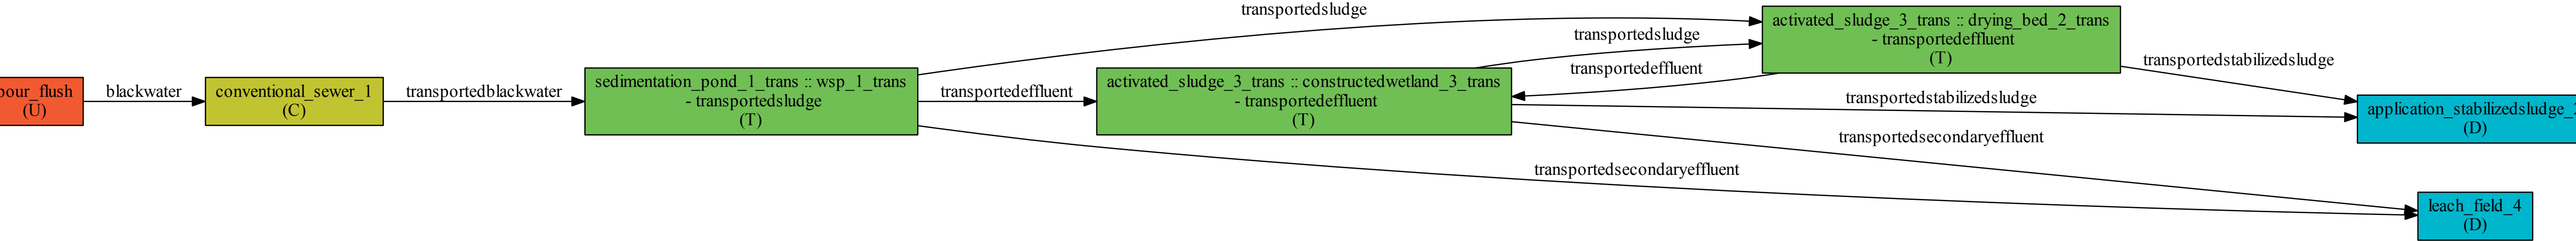 pour_flush
(U)
blackwater
conventional_sewer_1
(C)
transportedblackwater
sedimentation_pond_1_trans :: wsp_1_trans
- transportedsludge
(T)
transportedsludge
transportedeffluent
transportedsecondaryeffluent
activated_sludge_3_trans :: constructedwetland_3_trans
- transportedeffluent
(T)
transportedsludge
transportedeffluent
transportedstabilizedsludge
transportedsecondaryeffluent
activated_sludge_3_trans :: drying_bed_2_trans
- transportedeffluent
(T)
transportedstabilizedsludge
application_stabilizedsludge_2
(D)
leach_field_4
(D)